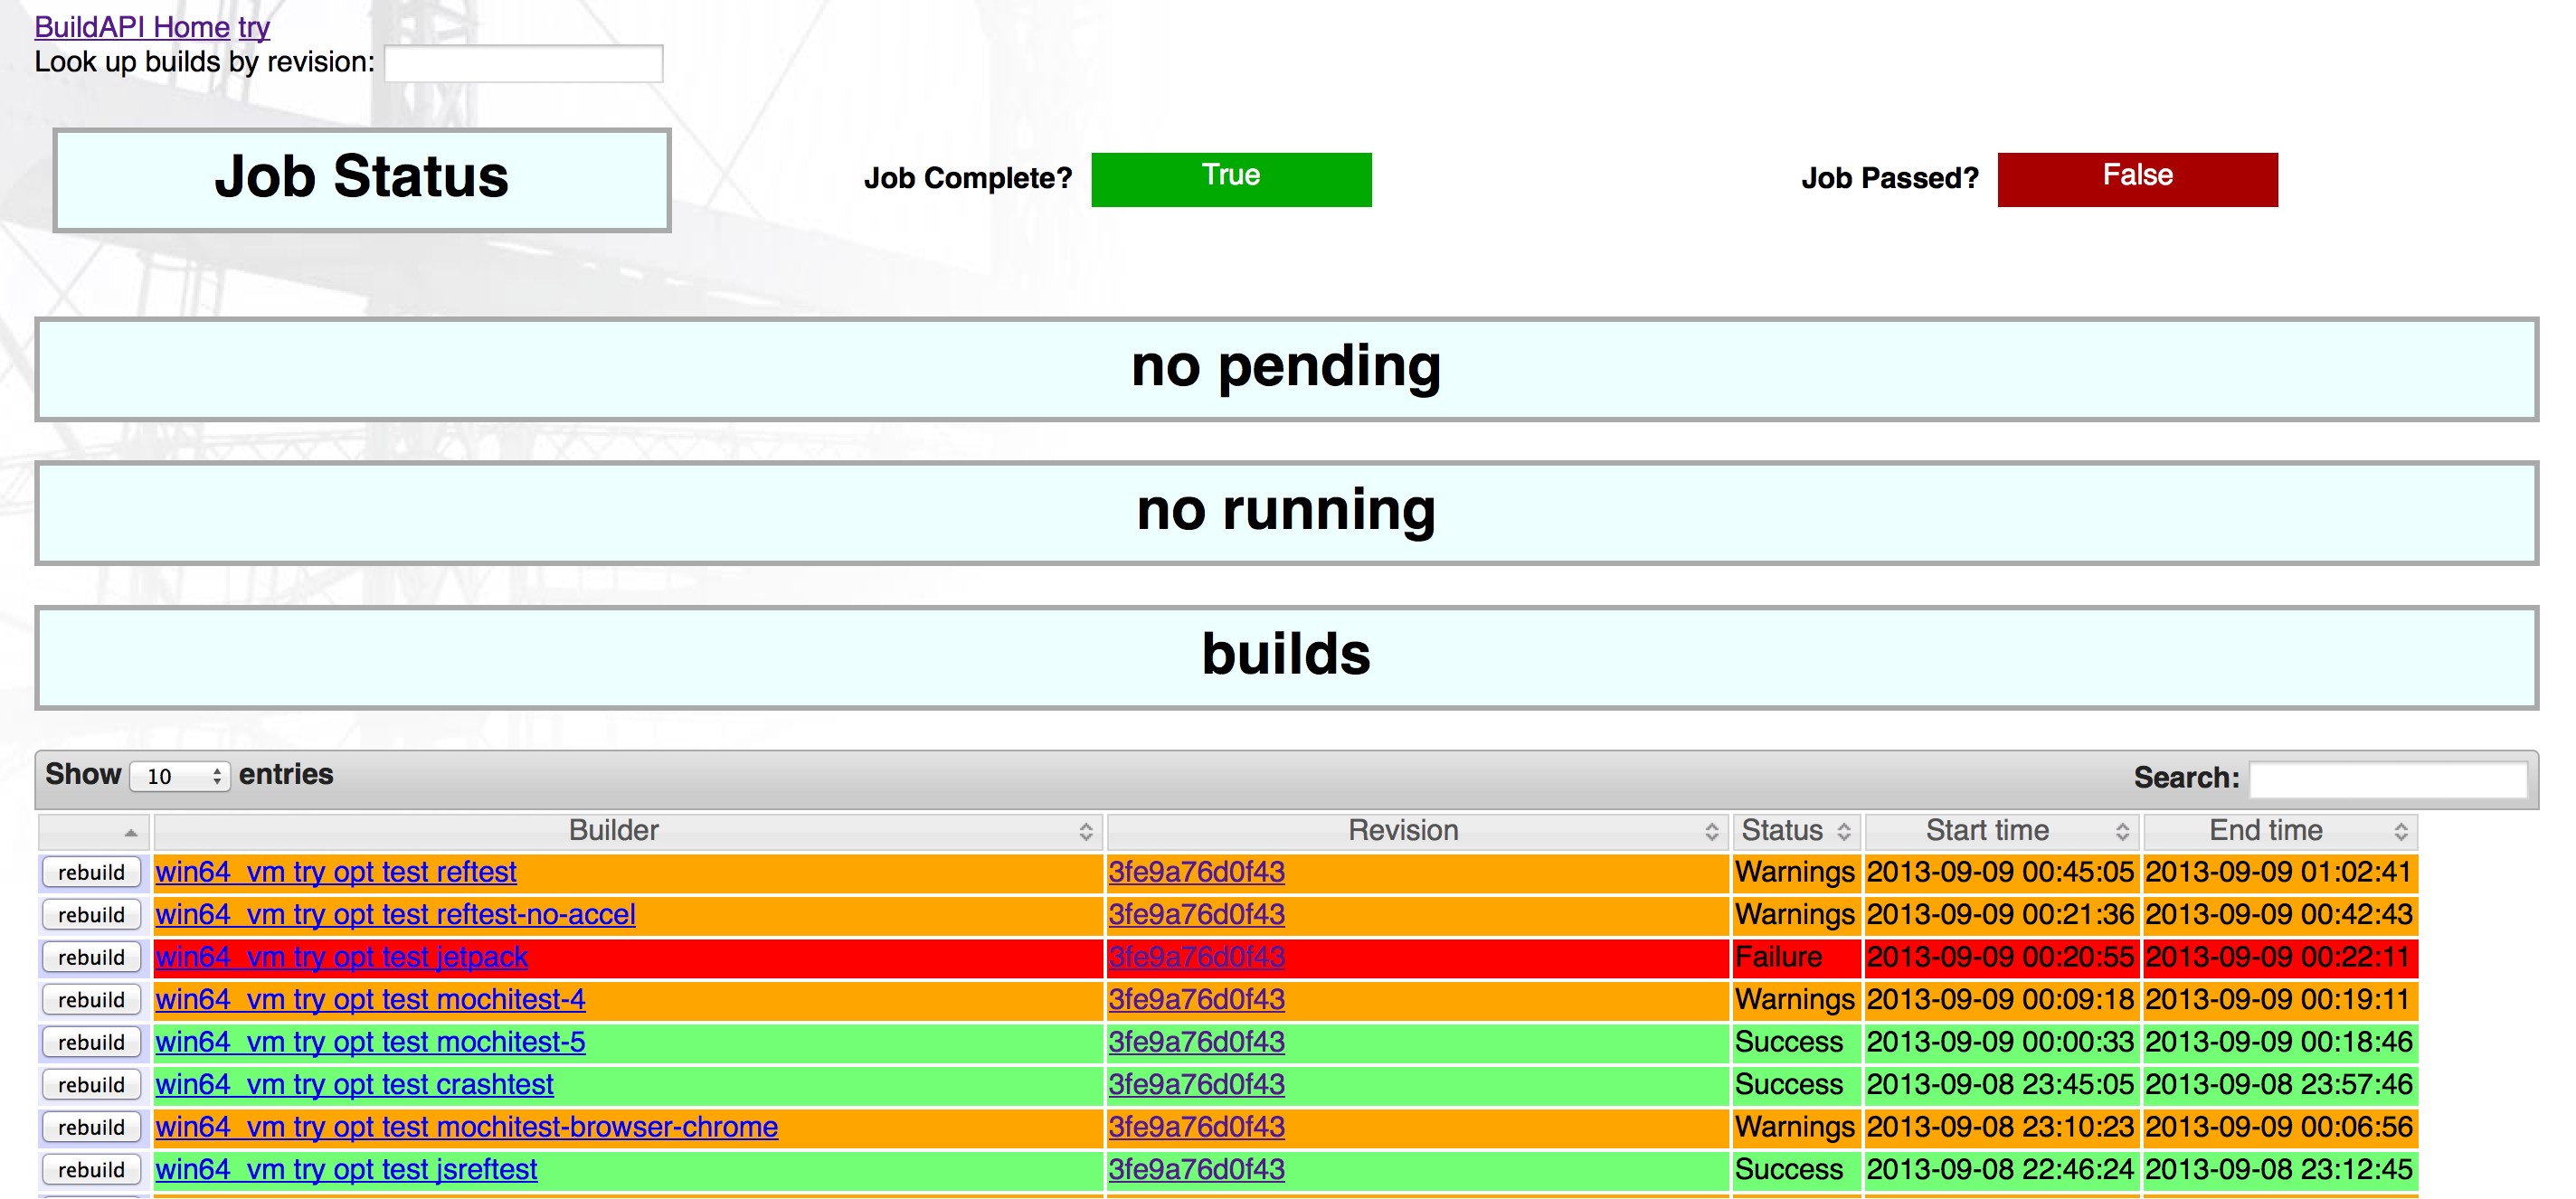 BuildAPI Home try
Look up builds by revision:
Job Status
Job Complete? True
Job Passed? False
no pending
no running
builds
Show 10 entries
Search:
Builder Revision Status Start time End time
rebuild win64_vm try opt test reftest 3fe9a76d0f43 Warnings 2013-09-09 00:45:05 2013-09-09 01:02:41
rebuild win64_vm try opt test reftest-no-accel 3fe9a76d0f43 Warnings 2013-09-09 00:21:36 2013-09-09 00:42:43
rebuild win64_vm try opt test jetpack 3fe9a76d0f43 Failure 2013-09-09 00:20:55 2013-09-09 00:22:11
rebuild win64_vm try opt test mochitest-4 3fe9a76d0f43 Warnings 2013-09-09 00:09:18 2013-09-09 00:19:11
rebuild win64_vm try opt test mochitest-5 3fe9a76d0f43 Success 2013-09-09 00:00:33 2013-09-09 00:18:46
rebuild win64_vm try opt test crashtest 3fe9a76d0f43 Success 2013-09-08 23:45:05 2013-09-08 23:57:46
rebuild win64_vm try opt test mochitest-browser-chrome 3fe9a76d0f43 Warnings 2013-09-08 23:10:23 2013-09-09 00:06:56
rebuild win64_vm try opt test jsreftest 3fe9a76d0f43 Success 2013-09-08 22:46:24 2013-09-08 23:12:45